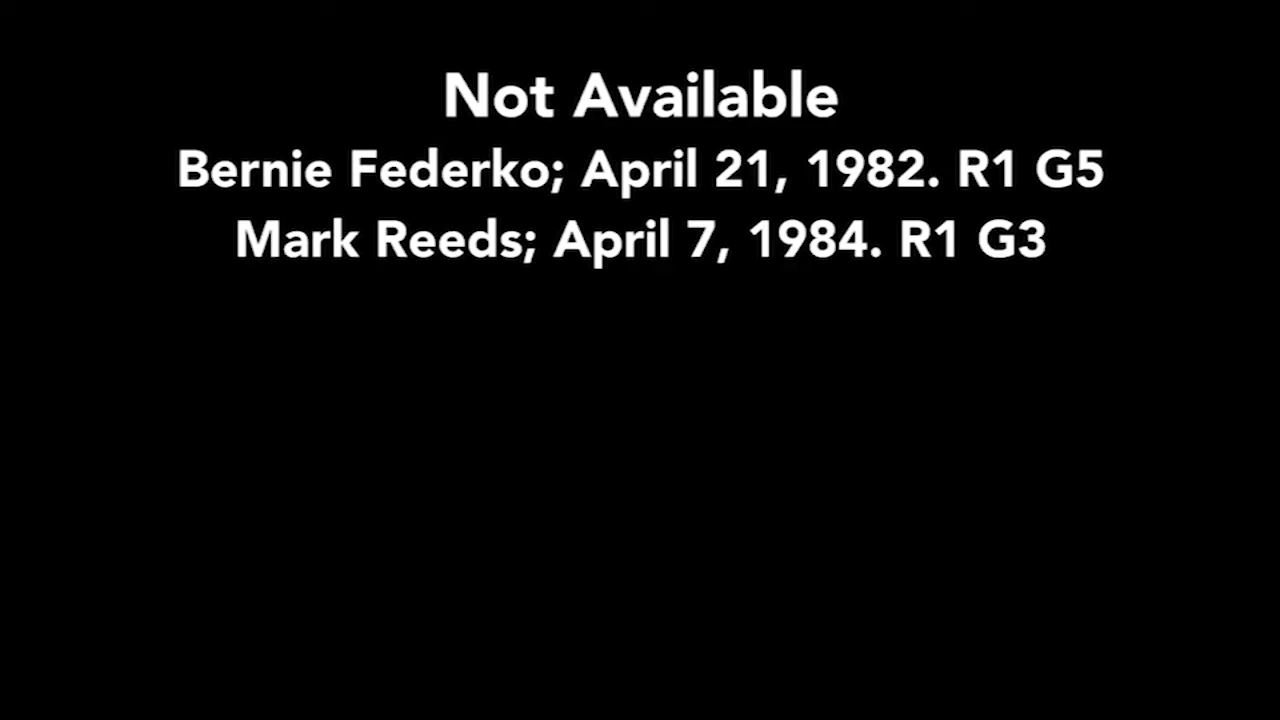 Not Available
Bernie Federko; April 21, 1982. R1 G5
Mark Reeds; April 7, 1984. R1 G3